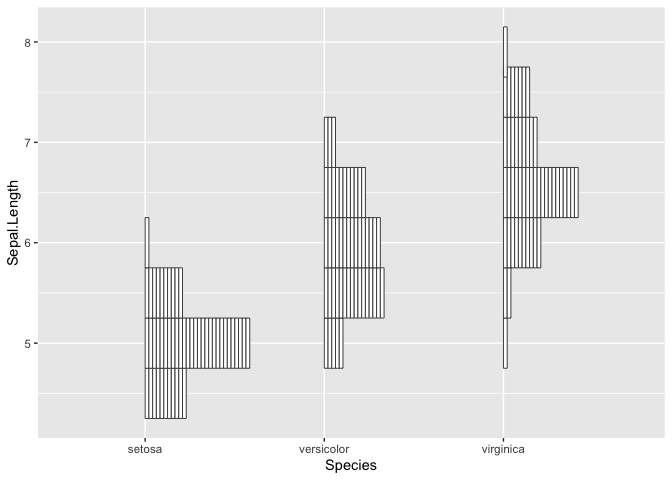 8
7
6
5
Sepal.Length
setosa
versicolor
virginica
Species